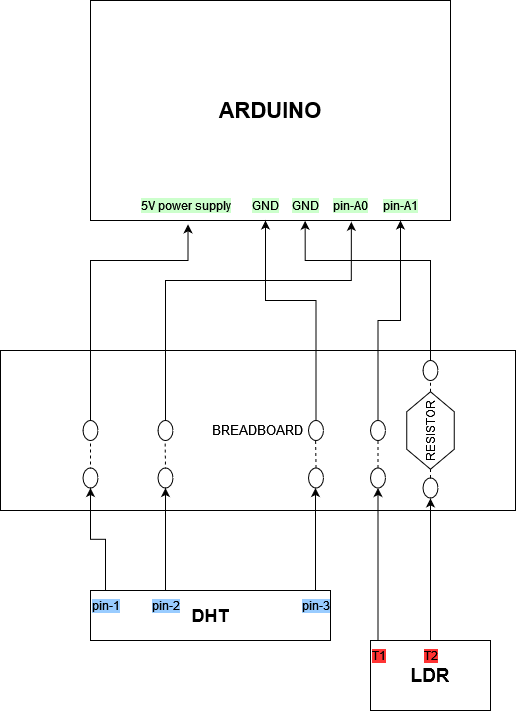 ARDUINO
5V power supply GND GND pin-A0 pin-A1
BREADBOARD
RESISTOR
pin-1 pin-2 pin-3
DHT
T1 T2
LDR